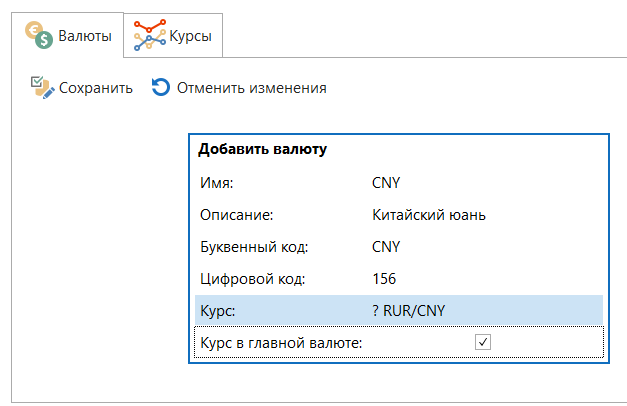 Валюты Курсы
Сохранить Отменить изменения
Добавить валюту
Имя: CNY
Описание: Китайский юань
Буквенный код: CNY
Цифровой код: 156
Курс: ? RUR/CNY
Курс в главной валюте: